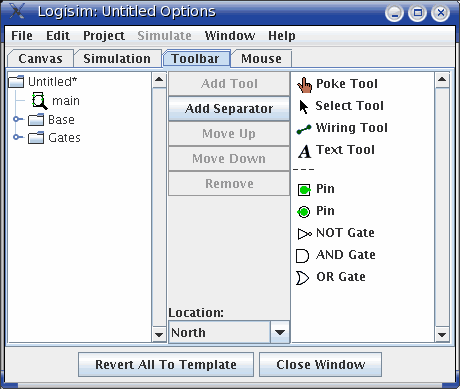 Logisim: Untitled Options
File Edit Project Simulate Window Help
Canvas Simulation Toolbar Mouse
Untitled*
main
Base
Gates
Add Tool
Add Separator
Move Up
Move Down
Remove
Location:
North
Poke Tool
Select Tool
Wiring Tool
A Text Tool
---
Pin
Pin
NOT Gate
AND Gate
OR Gate
Revert All To Template Close Window